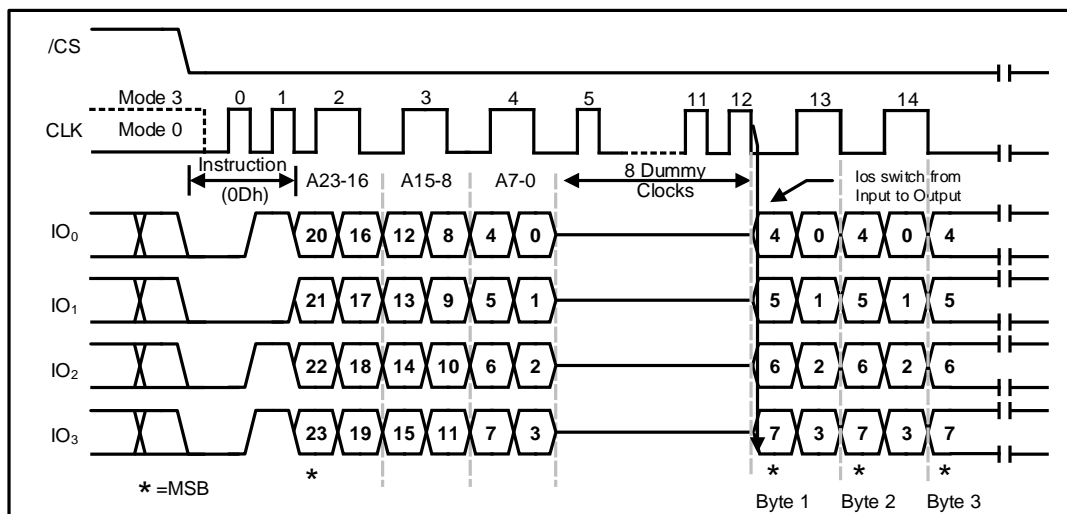 /CS
Mode 3
0 1 2 3 4 5 11 12 13 14
CLK
Mode 0
Instruction
(0Dh)
A23-16 A15-8 A7-0
8 Dummy
Clocks
Ios switch from
Input to Output
IO0 20 16 12 8 4 0 4 0 4 0 4
IO1 21 17 13 9 5 1 5 1 5 1 5
IO2 22 18 14 10 6 2 6 2 6 2 6
IO3 23 19 15 11 7 3 7 3 7 3 7
* * * *
* =MSB
Byte 1 Byte 2 Byte 3